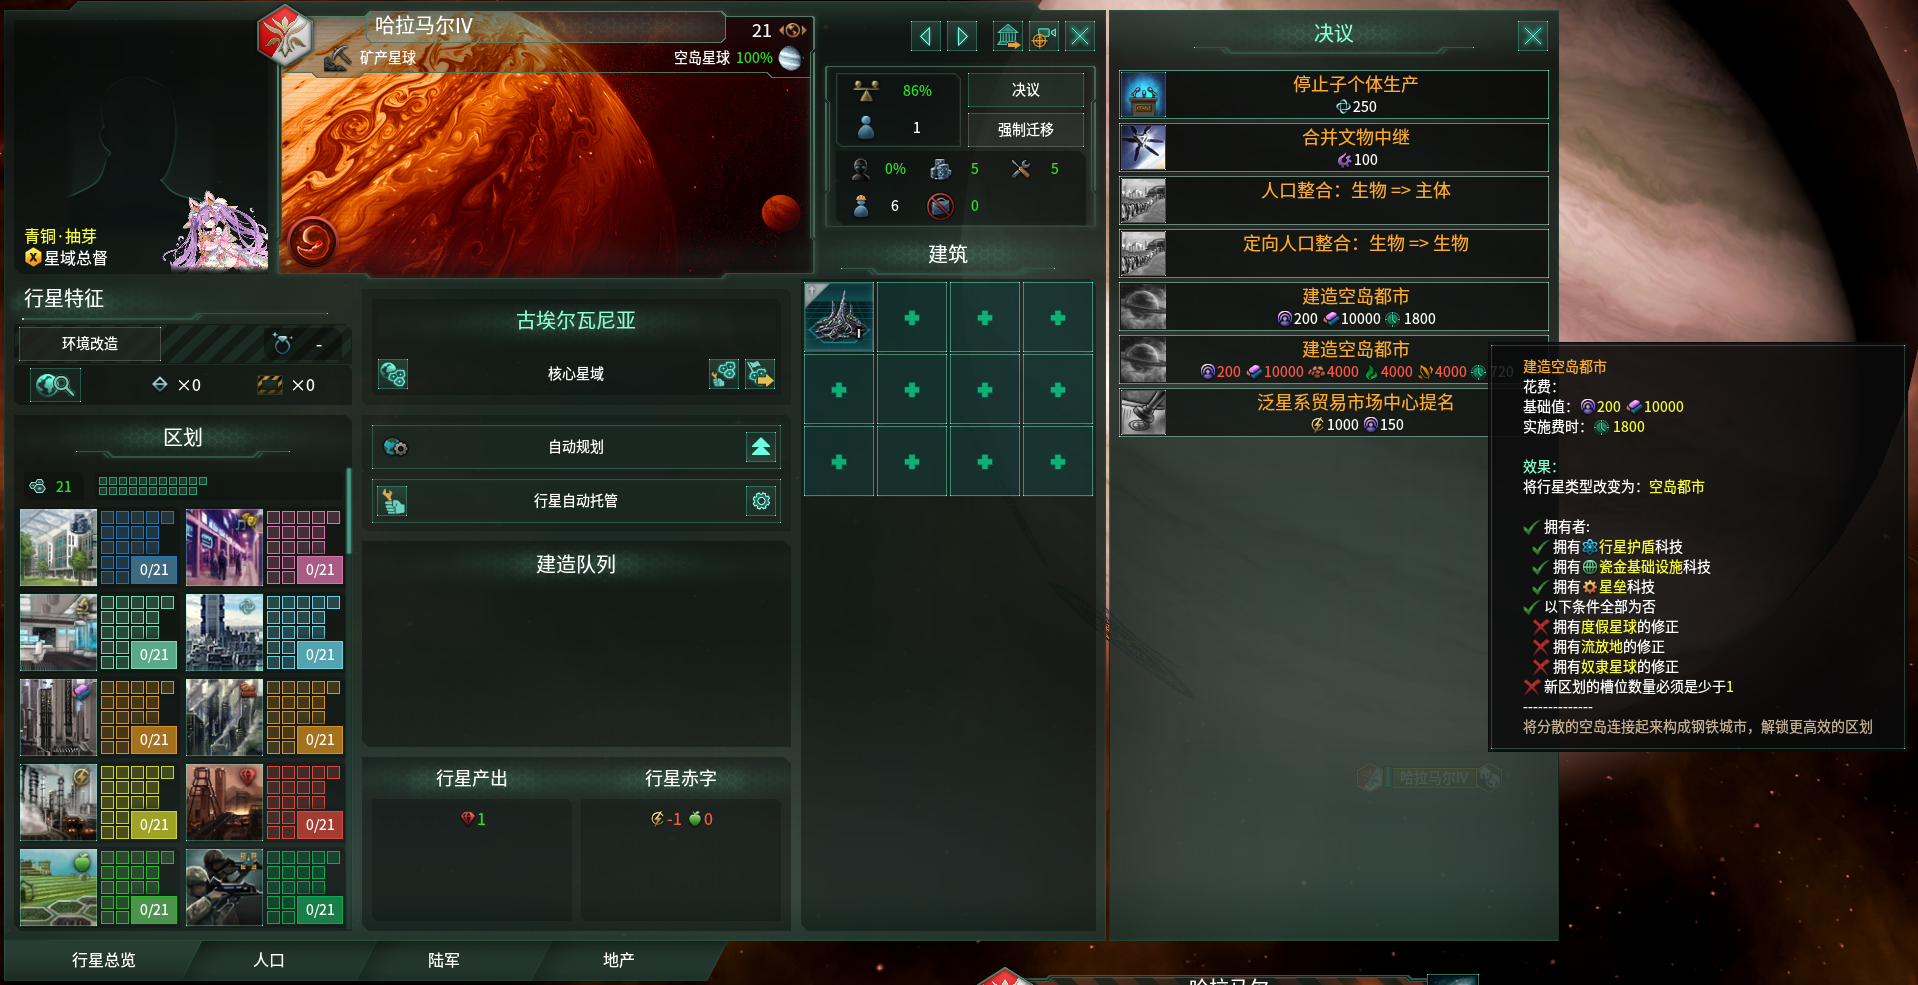 哈拉马尔IV
21
矿产星球
空岛星球 100%
青铜·抽芽
星域总督
86%
1
决议
强制迁移
0%
5
5
6
0
行星特征
环境改造
-
×0
×0
区划
21
0/21
0/21
0/21
0/21
0/21
0/21
0/21
0/21
0/21
0/21
古埃尔瓦尼亚
核心星域
自动规划
行星自动托管
建造队列
行星产出
行星赤字
1
-1 0
建筑
I
行星总览
人口
陆军
地产
决议
停止子个体生产
250
合并文物中继
100
人口整合：生物 => 主体
定向人口整合：生物 => 生物
建造空岛都市
200 10000 1800
建造空岛都市
200 10000 4000 4000 4000 720
泛星系贸易市场中心提名
1000 150
建造空岛都市
花费：
基础值：200 10000
实施费时：1800
效果：
将行星类型改变为：空岛都市
拥有者:
拥有行星护盾科技
拥有瓷金基础设施科技
拥有星垒科技
以下条件全部为否
拥有度假星球的修正
拥有流放地的修正
拥有奴隶星球的修正
新区划的槽位数量必须是少于1
--------------
将分散的空岛连接起来构成钢铁城市，解锁更高效的区划
哈拉马尔IV
哈拉马尔